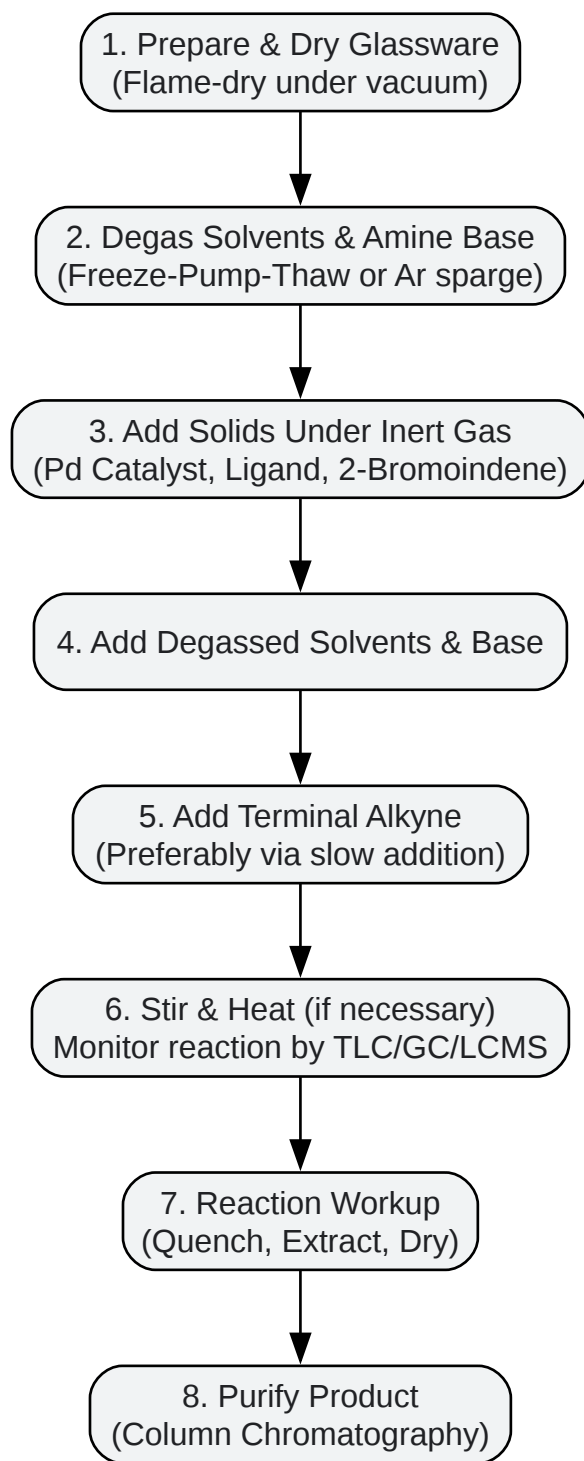 1. Prepare & Dry Glassware
(Flame-dry under vacuum)
2. Degas Solvents & Amine Base
(Freeze-Pump-Thaw or Ar sparge)
3. Add Solids Under Inert Gas
(Pd Catalyst, Ligand, 2-Bromoindene)
4. Add Degassed Solvents & Base
5. Add Terminal Alkyne
(Preferably via slow addition)
6. Stir & Heat (if necessary)
Monitor reaction by TLC/GC/LCMS
7. Reaction Workup
(Quench, Extract, Dry)
8. Purify Product
(Column Chromatography)